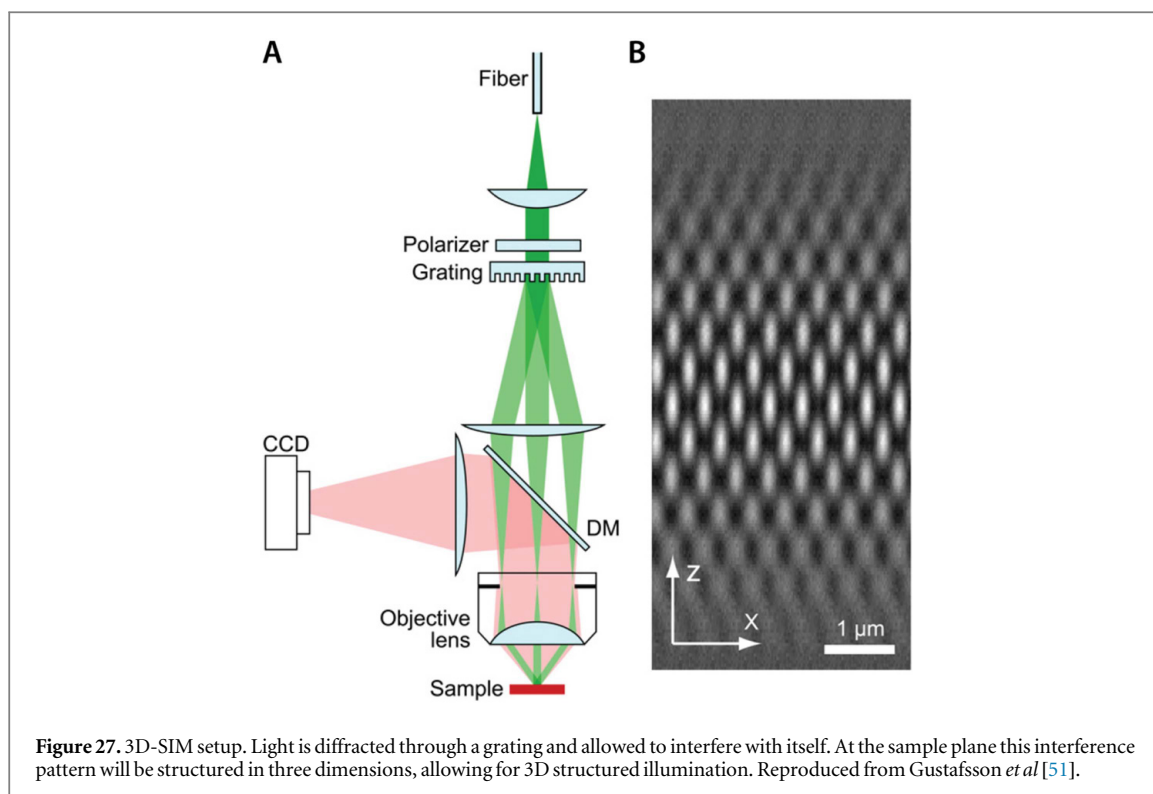 A
B
Fiber
Polarizer
Grating
CCD
DM
Objective
lens
Sample
Z
X
1 μm
Figure 27. 3D-SIM setup. Light is diffracted through a grating and allowed to interfere with itself. At the sample plane this interference
pattern will be structured in three dimensions, allowing for 3D structured illumination. Reproduced from Gustafsson et al [51].